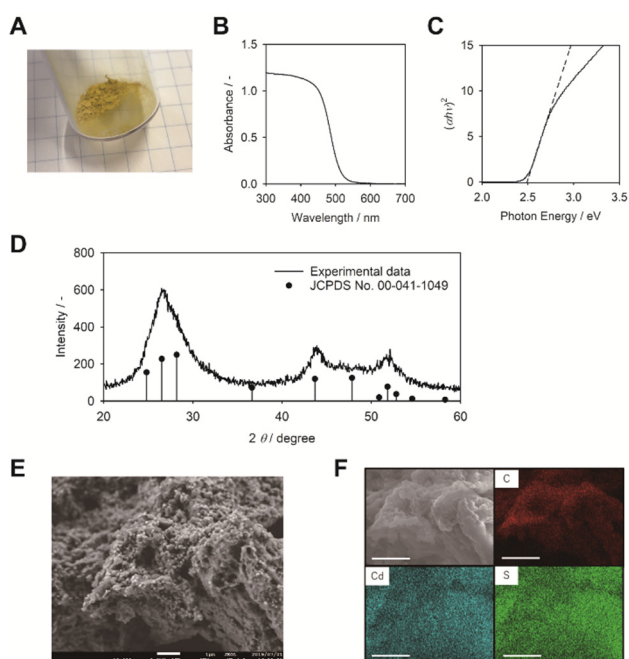 A
B
1.5
1.0
0.5
0.0
Absorbance / -
300 400 500 600 700
Wavelength / nm
C
15
10
5
0
(αhν)²
2.0 2.5 3.0 3.5
Photon Energy / eV
D
800
600
400
200
0
Intensity / -
Experimental data
JCPDS No. 00-041-1049
20 30 40 50 60
2 θ / degree
E
F
C
Cd
S